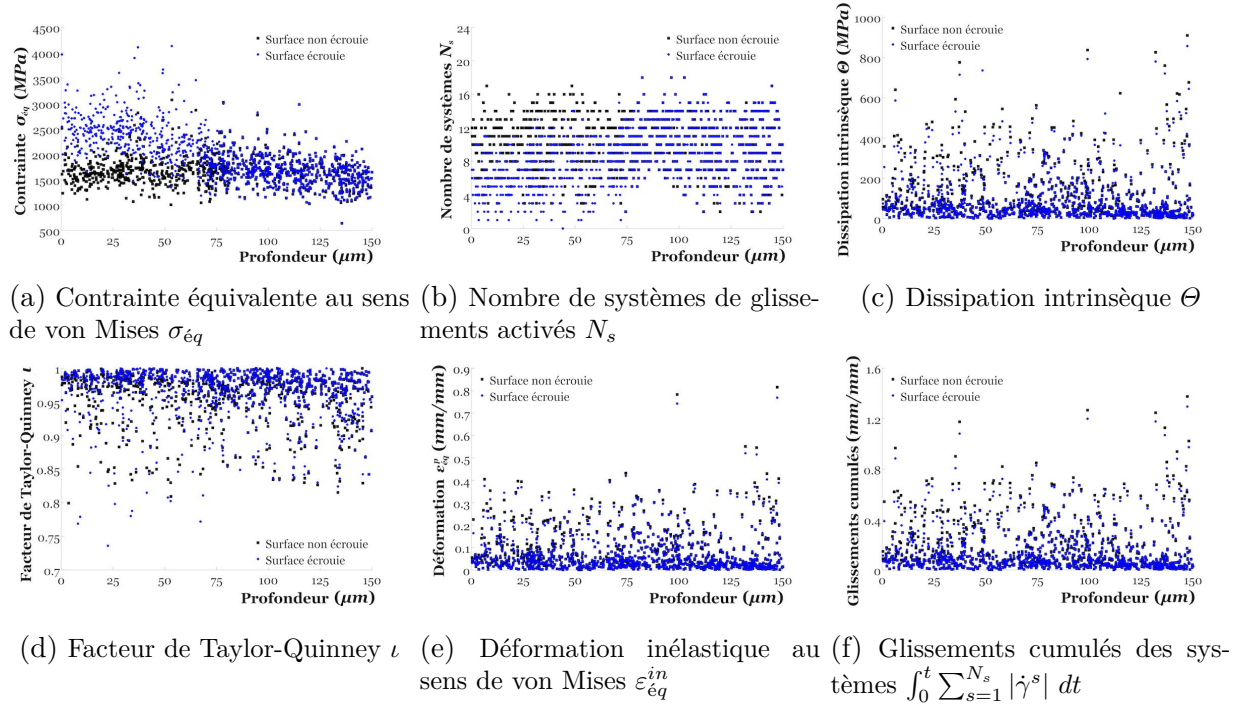 4500
4000
3500
3000
2500
2000
1500
1000
500
Contrainte σéq (MPa)
Surface non écrouie
Surface écrouie
0 25 50 75 100 125 150
Profondeur (μm)
24
20
16
12
8
4
0
Nombre de systèmes Ns
Surface non écrouie
Surface écrouie
0 25 50 75 100 125 150
Profondeur (μm)
1000
800
600
400
200
0
Dissipation intrinsèque Θ (MPa)
Surface non écrouie
Surface écrouie
0 25 50 75 100 125 150
Profondeur (μm)
(a) Contrainte équivalente au sens
de von Mises σéq
(b) Nombre de systèmes de glisse-
ments activés Ns
(c) Dissipation intrinsèque Θ
1
0.95
0.9
0.85
0.8
0.75
0.7
Facteur de Taylor-Quinney ι
Surface non écrouie
Surface écrouie
0 25 50 75 100 125 150
Profondeur (μm)
0.9
0.8
0.7
0.6
0.5
0.4
0.3
0.2
0.1
0
Déformation ε^p_éq (mm/mm)
Surface non écrouie
Surface écrouie
0 25 50 75 100 125 150
Profondeur (μm)
1.6
1.2
0.8
0.4
0
Glissements cumulés (mm/mm)
Surface non écrouie
Surface écrouie
0 25 50 75 100 125 150
Profondeur (μm)
(d) Facteur de Taylor-Quinney ι
(e) Déformation inélastique au
sens de von Mises ε^in_éq
(f) Glissements cumulés des sys-
tèmes ∫_0^t ∑_{s=1}^{N_s} |γ̇^s| dt